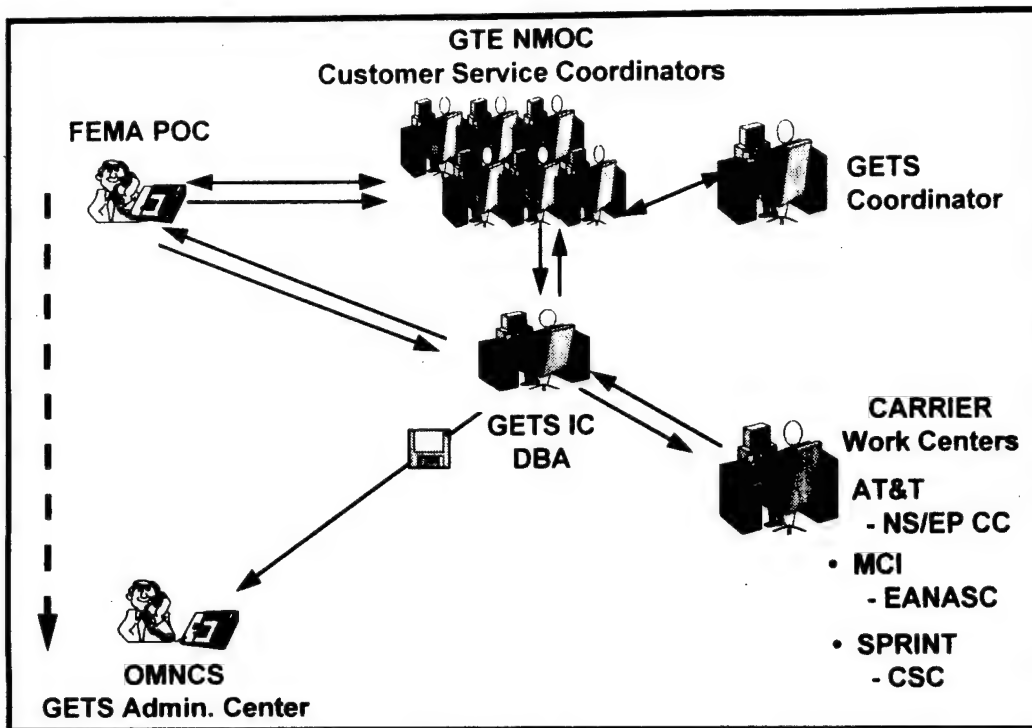 GTE NMOC
Customer Service Coordinators
FEMA POC
GETS
Coordinator
GETS IC
DBA
CARRIER
Work Centers
AT&T
- NS/EP CC
• MCI
- EANASC
• SPRINT
- CSC
OMNCS
GETS Admin. Center